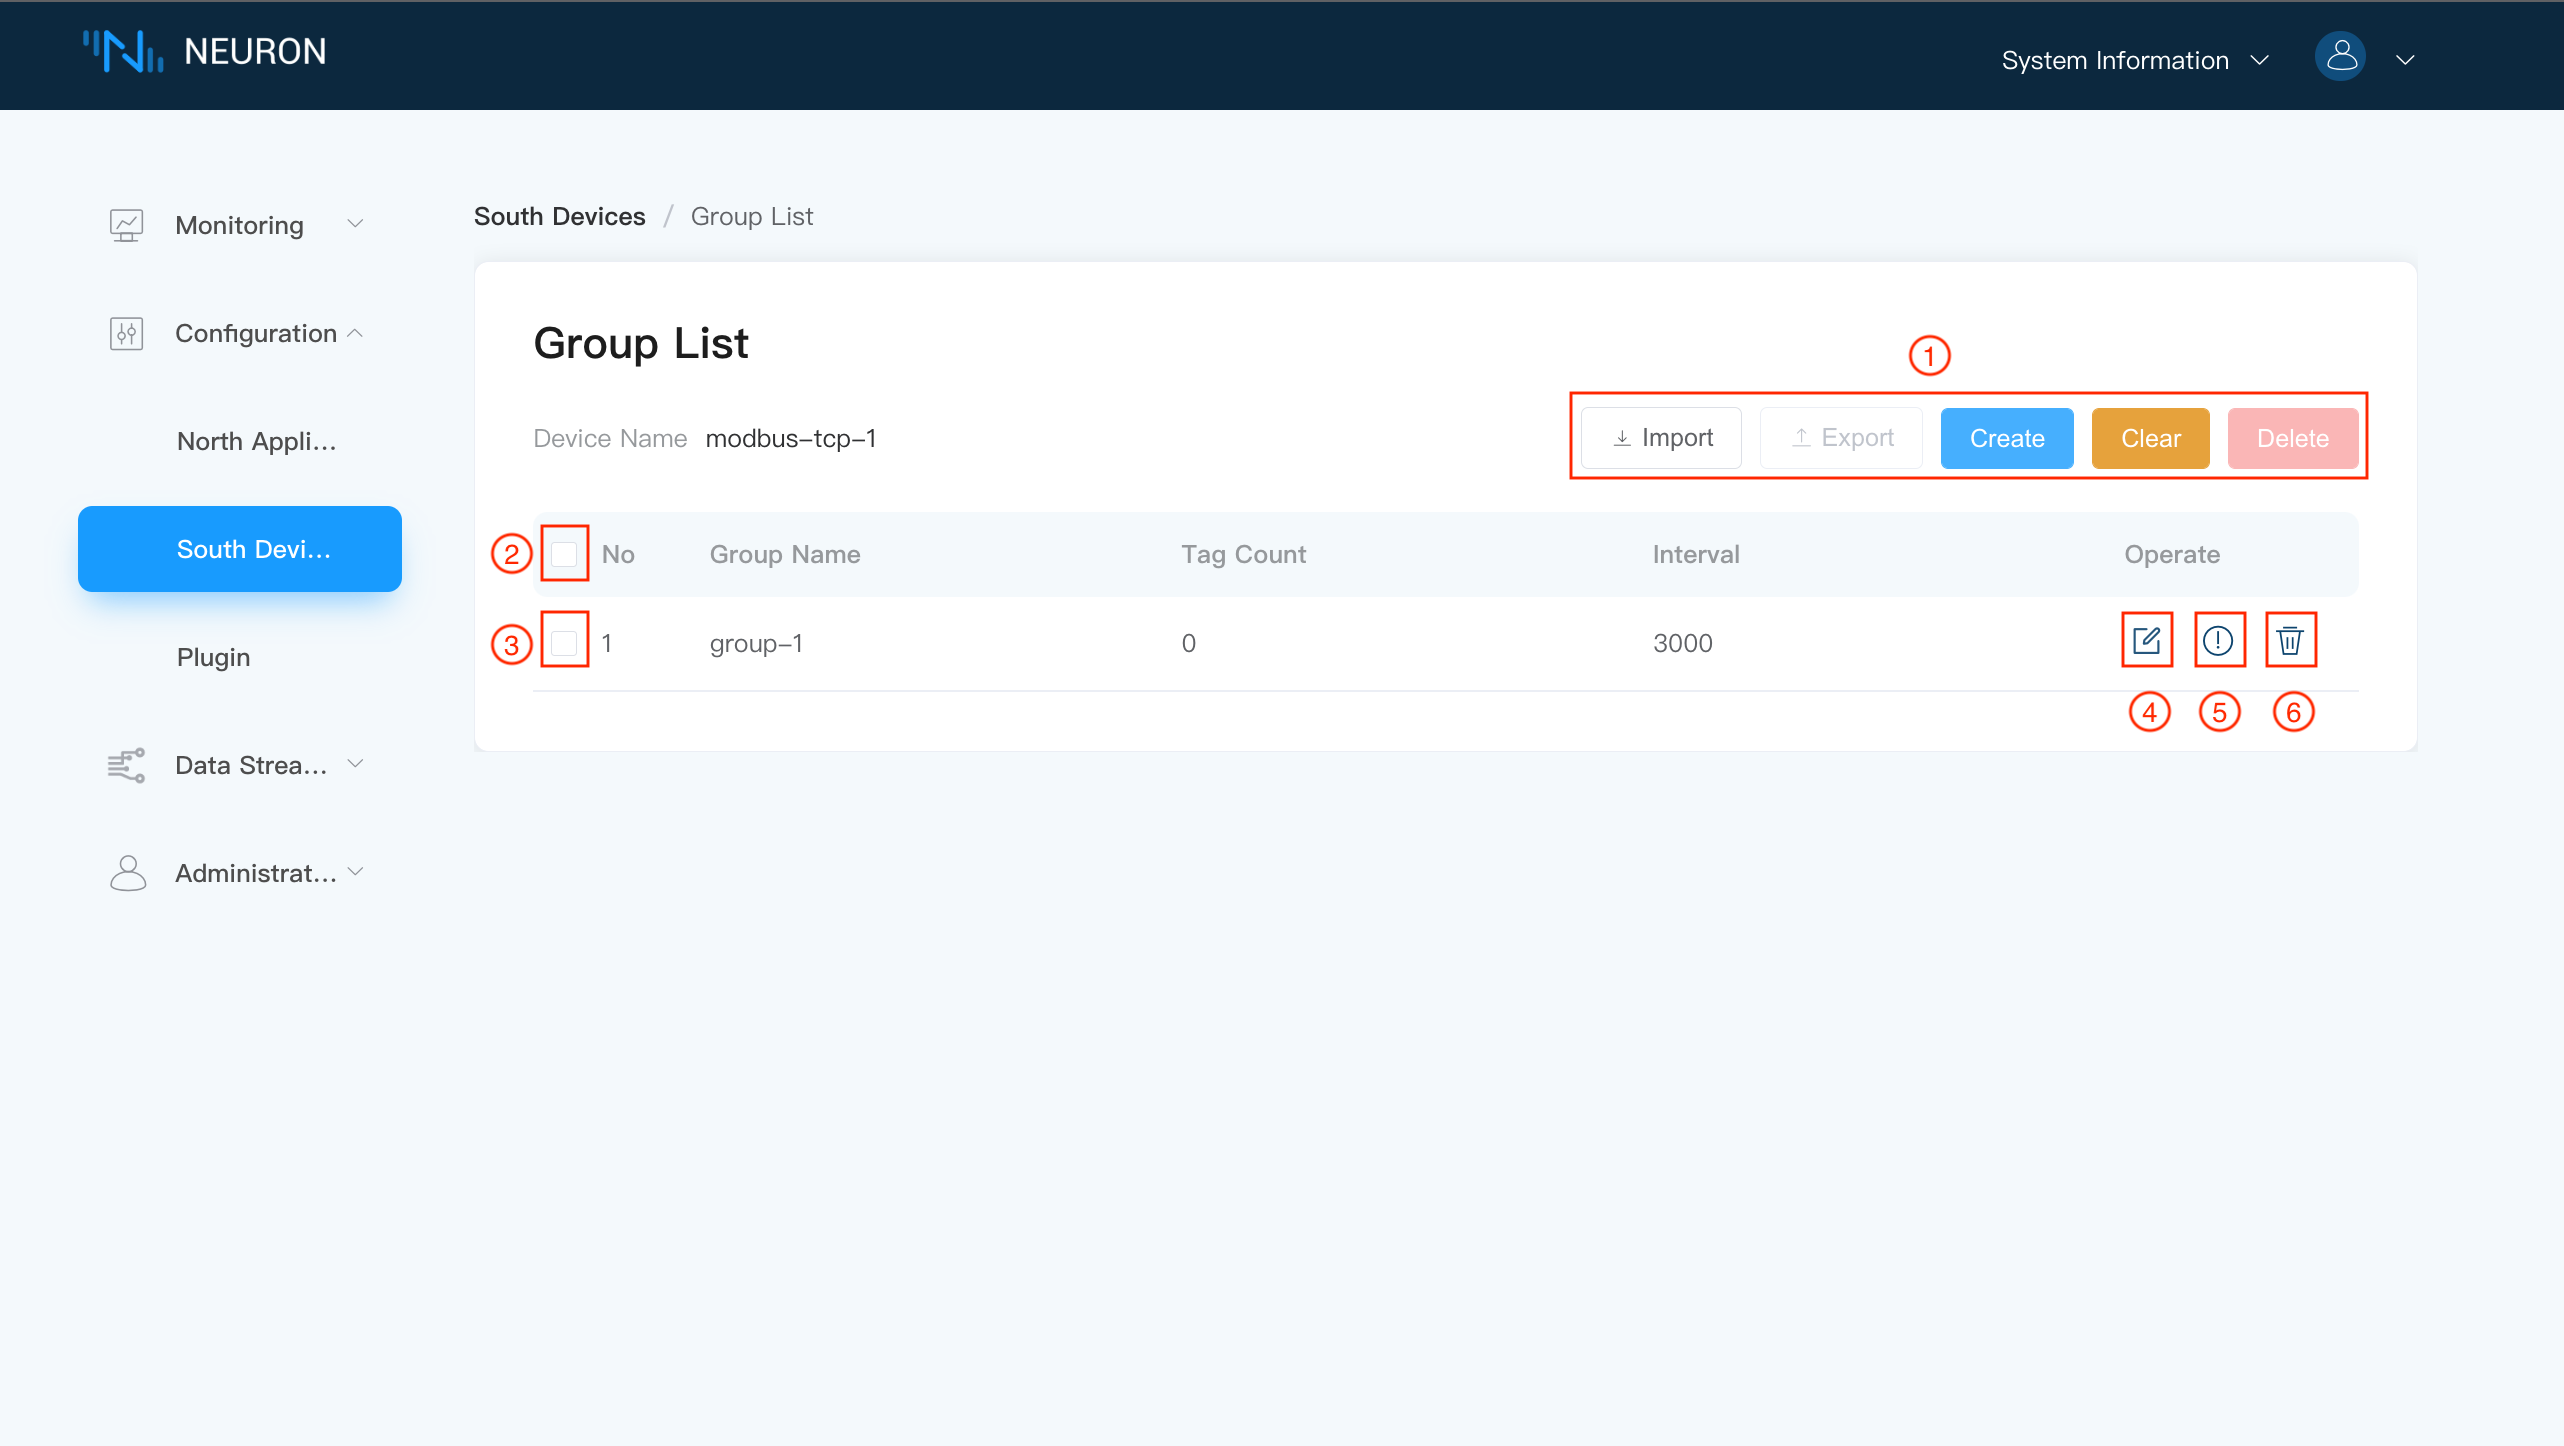 NEURON
System Information
Monitoring
Configuration
North Appli...
South Devi...
Plugin
Data Strea...
Administrat...
South Devices / Group List
Group List
①
Device Name modbus-tcp-1
Import
Export
Create
Clear
Delete
② No Group Name Tag Count Interval Operate
③ 1 group-1 0 3000
④ ⑤ ⑥